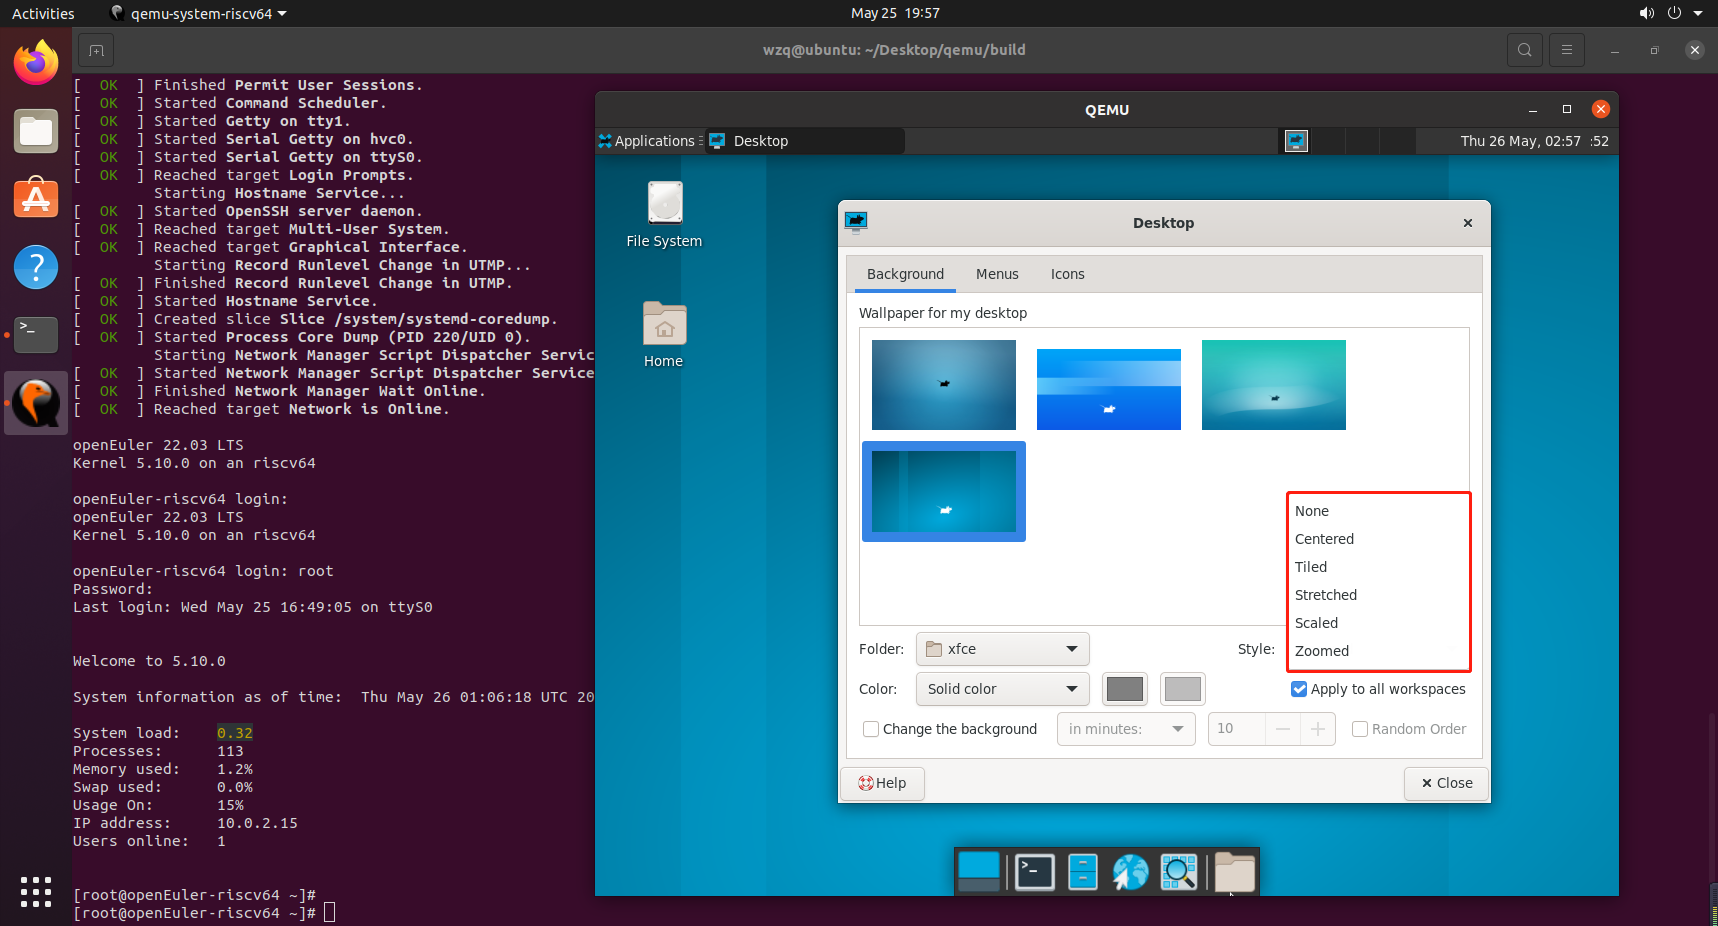 Activities
qemu-system-riscv64
May 25 19:57
wzq@ubuntu: ~/Desktop/qemu/build
[ OK ] Finished Permit User Sessions.
[ OK ] Started Command Scheduler.
[ OK ] Started Getty on tty1.
[ OK ] Started Serial Getty on hvc0.
[ OK ] Started Serial Getty on ttyS0.
[ OK ] Reached target Login Prompts.
Starting Hostname Service...
[ OK ] Started OpenSSH server daemon.
[ OK ] Reached target Multi-User System.
[ OK ] Reached target Graphical Interface.
Starting Record Runlevel Change in UTMP...
[ OK ] Finished Record Runlevel Change in UTMP.
[ OK ] Started Hostname Service.
[ OK ] Created slice Slice /system/systemd-coredump.
[ OK ] Started Process Core Dump (PID 220/UID 0).
Starting Network Manager Script Dispatcher Servic
[ OK ] Started Network Manager Script Dispatcher Service
[ OK ] Finished Network Manager Wait Online.
[ OK ] Reached target Network is Online.
openEuler 22.03 LTS
Kernel 5.10.0 on an riscv64
openEuler-riscv64 login:
openEuler 22.03 LTS
Kernel 5.10.0 on an riscv64
openEuler-riscv64 login: root
Password:
Last login: Wed May 25 16:49:05 on ttyS0
Welcome to 5.10.0
System information as of time: Thu May 26 01:06:18 UTC 20
System load: 0.32
Processes: 113
Memory used: 1.2%
Swap used: 0.0%
Usage On: 15%
IP address: 10.0.2.15
Users online: 1
[root@openEuler-riscv64 ~]#
[root@openEuler-riscv64 ~]#
QEMU
Applications
Desktop
Thu 26 May, 02:57 :52
File System
Home
Desktop
Background
Menus
Icons
Wallpaper for my desktop
None
Centered
Tiled
Stretched
Scaled
Zoomed
Folder:
xfce
Style:
Color:
Solid color
Apply to all workspaces
Change the background
in minutes:
10
Random Order
Help
Close